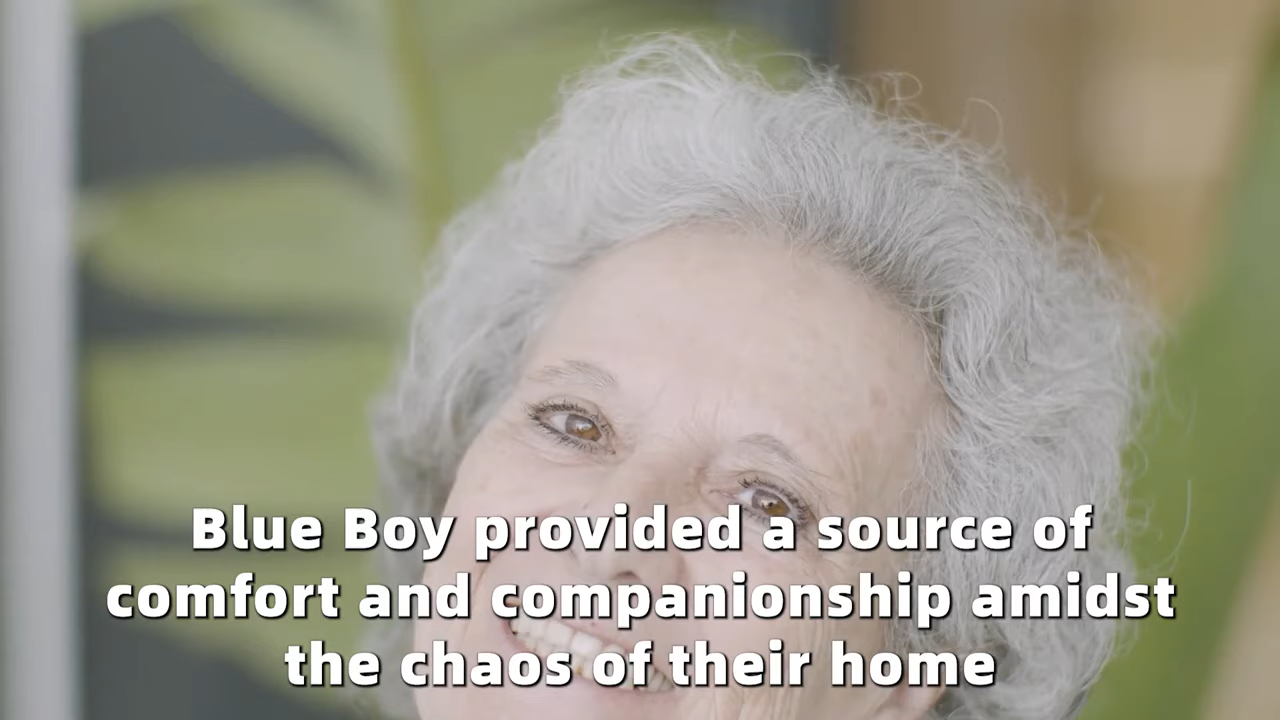 Blue Boy provided a source of
comfort and companionship amidst
the chaos of their home